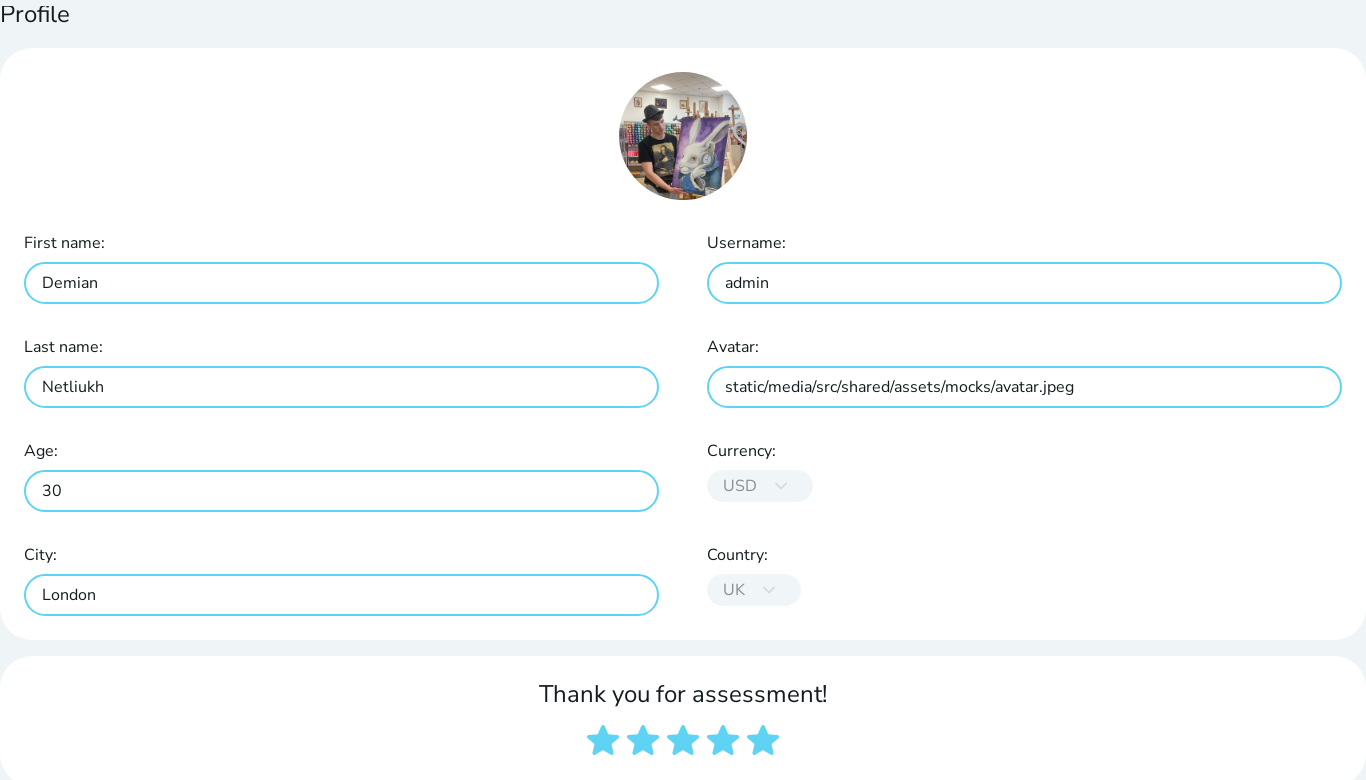 Profile
First name:
Demian
Username:
admin
Last name:
Netliukh
Avatar:
static/media/src/shared/assets/mocks/avatar.jpeg
Age:
30
Currency:
USD
City:
London
Country:
UK
Thank you for assessment!